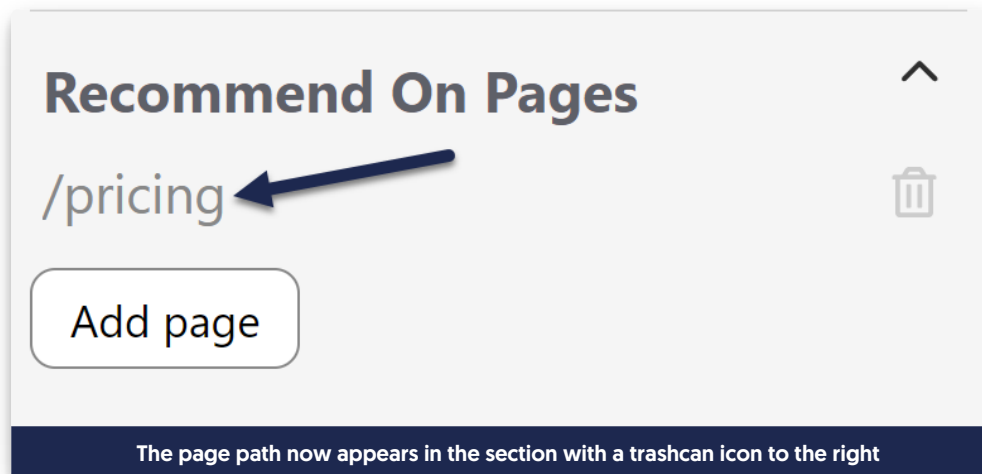 Recommend On Pages
/pricing
Add page
The page path now appears in the section with a trashcan icon to the right